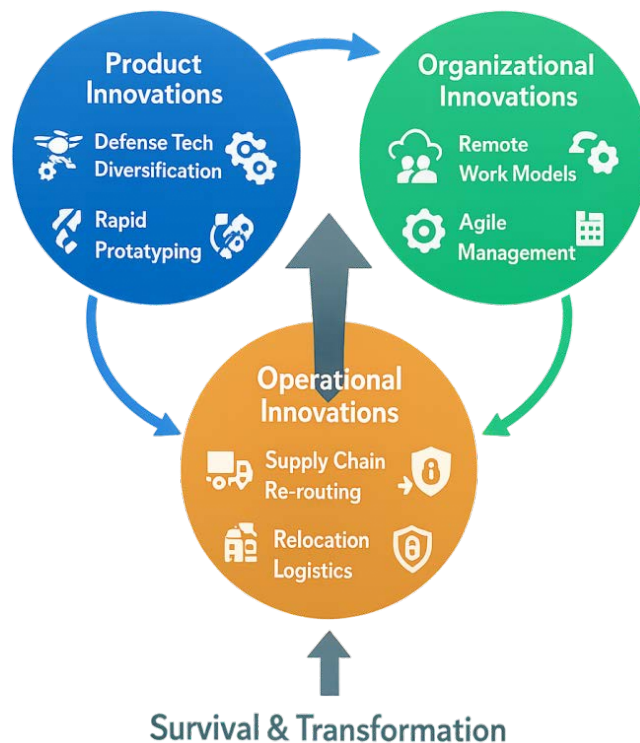 Product
Innovations
Defense Tech
Diversification
Rapid
Prototyping
Organizational
Innovations
Remote
Work Models
Agile
Management
Operational
Innovations
Supply Chain
Re-routing
Relocation
Logistics
Survival & Transformation